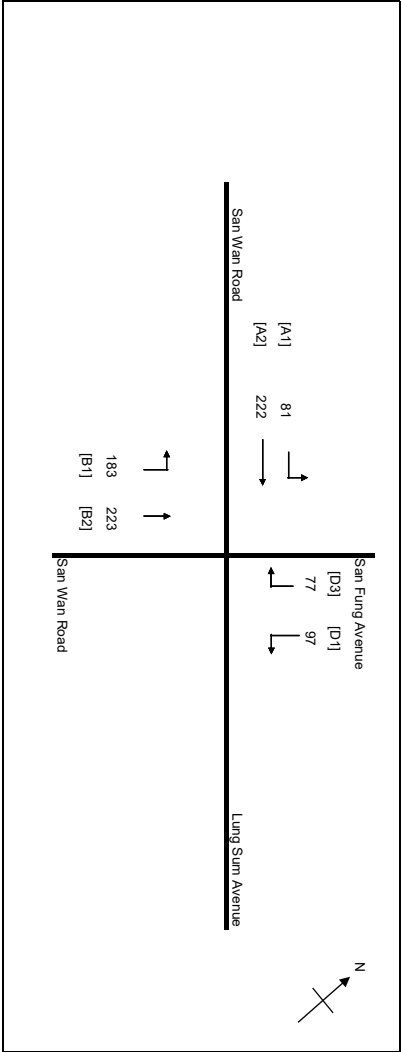 San Wan Road
[A1] 81
[A2] 222
183 [B1]
223 [B2]
San Wan Road
San Fung Avenue
[D3] 77
[D1] 97
Lung Sum Avenue
N